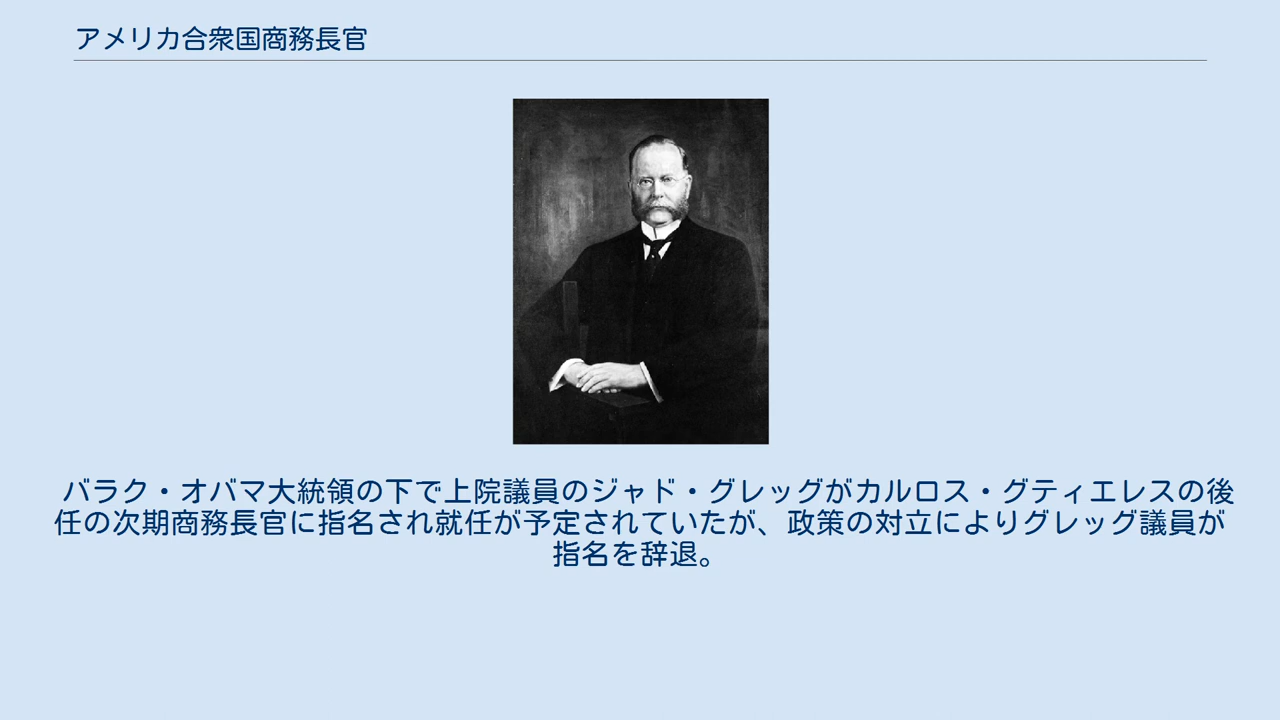 アメリカ合衆国商務長官
バラク・オバマ大統領の下で上院議員のジャド・グレッグがカルロス・グティエレスの後
任の次期商務長官に指名され就任が予定されていたが、政策の対立によりグレッグ議員が
指名を辞退。